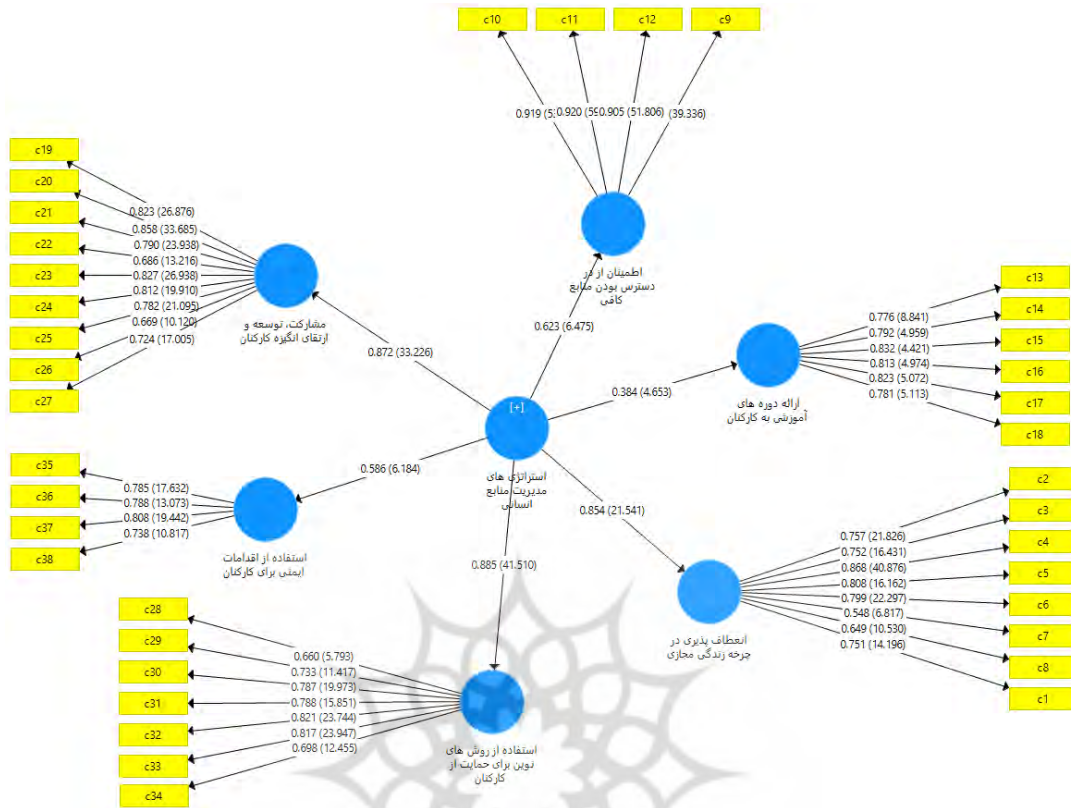 c10
c11
c12
c9
0.919 (5
0.920 (5
0.905 (51.806)
(39.336)
اطمینان از در
دسترس بودن منابع
کافی
c19
c20
c21
c22
c23
c24
c25
c26
c27
0.823 (26.876)
0.858 (33.685)
0.790 (23.938)
0.686 (13.216)
0.827 (26.938)
0.812 (19.910)
0.782 (21.095)
0.669 (10.120)
0.724 (17.005)
مشارکت، توسعه و
ارتقای انگیزه کارکنان
0.872 (33.226)
0.623 (6.475)
0.384 (4.653)
0.586 (6.184)
0.854 (21.541)
0.885 (41.510)
[+]
استراتژی های
مدیریت منابع
انسانی
c13
c14
c15
c16
c17
c18
0.776 (8.841)
0.792 (4.959)
0.832 (4.421)
0.813 (4.974)
0.823 (5.072)
0.781 (5.113)
ارائه دوره های
آموزشی به کارکنان
c35
c36
c37
c38
0.785 (17.632)
0.788 (13.073)
0.808 (19.442)
0.738 (10.817)
استفاده از اقدامات
ایمنی برای کارکنان
c2
c3
c4
c5
c6
c7
c8
c1
0.757 (21.826)
0.752 (16.431)
0.868 (40.876)
0.808 (16.162)
0.799 (22.297)
0.548 (6.817)
0.649 (10.530)
0.751 (14.196)
انعطاف پذیری در
چرخه زندگی مجازی
c28
c29
c30
c31
c32
c33
c34
0.660 (5.793)
0.733 (11.417)
0.787 (19.973)
0.788 (15.851)
0.821 (23.744)
0.817 (23.947)
0.698 (12.455)
استفاده از روش های
نوین برای حمایت از
کارکنان